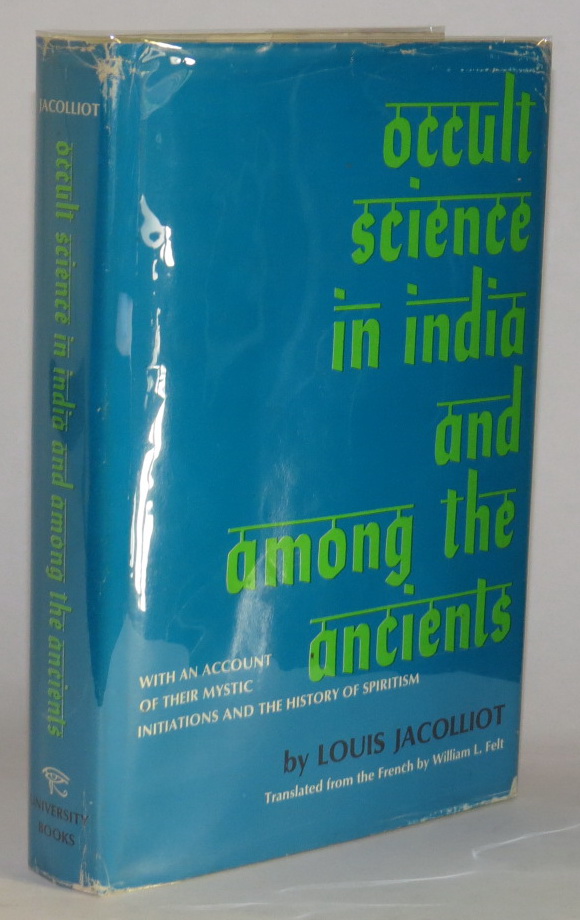 JACOLLIOT
occult science in india and among the ancients
UNIVERSITY
BOOKS
occult
science
in india
and
among the
ancients
WITH AN ACCOUNT
OF THEIR MYSTIC
INITIATIONS AND THE HISTORY OF SPIRITISM
by LOUIS JACOLLIOT
Translated from the French by William L. Felt